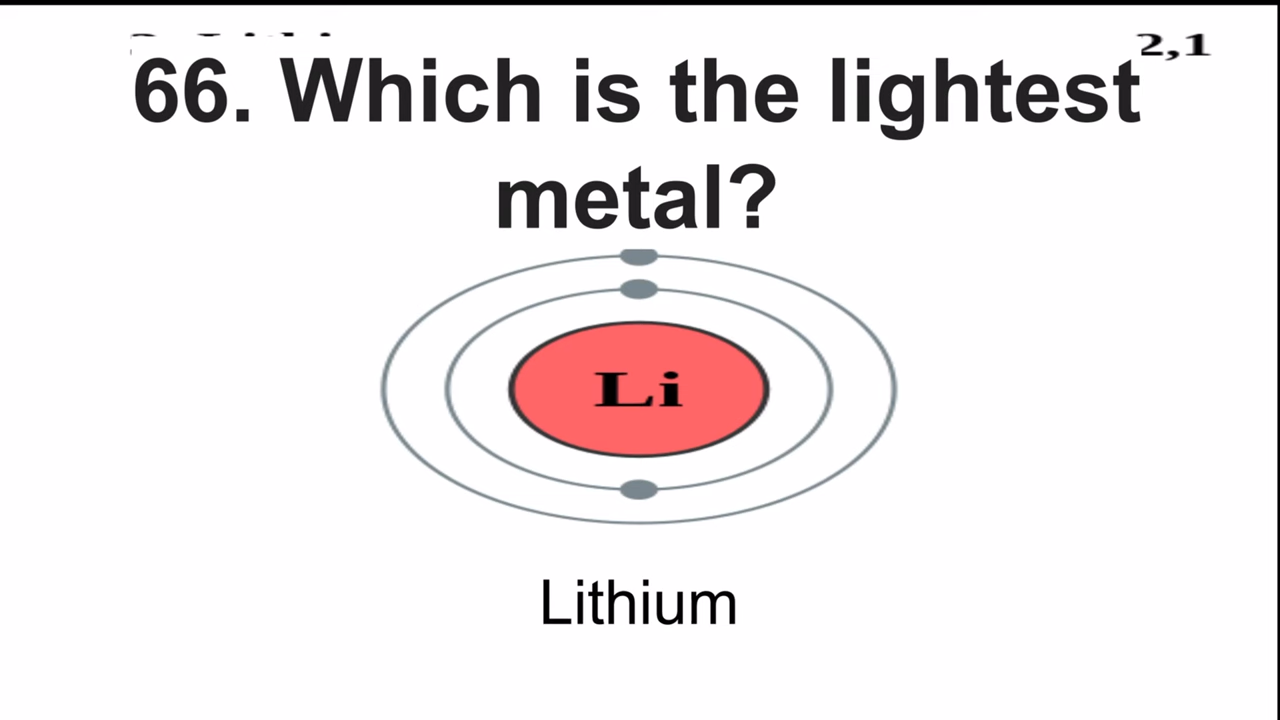 2,1
66. Which is the lightest
metal?
Li
Lithium